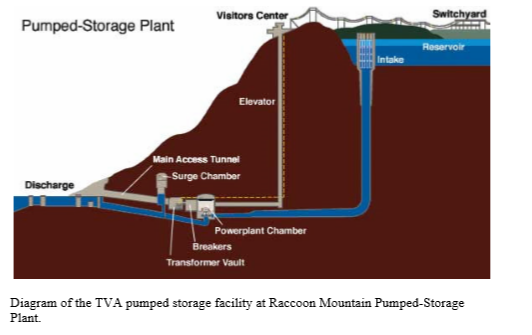 Pumped-Storage Plant
Visitors Center
Switchyard
Reservoir
Intake
Elevator
Main Access Tunnel
Surge Chamber
Discharge
Powerplant Chamber
Breakers
Transformer Vault
Diagram of the TVA pumped storage facility at Raccoon Mountain Pumped-Storage
Plant.